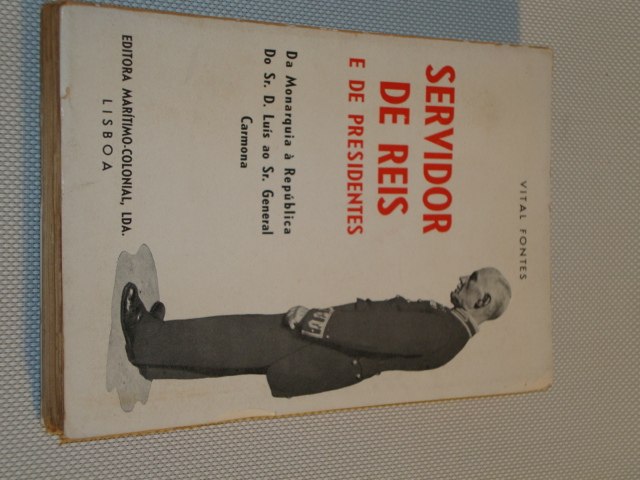 VITAL FONTES
SERVIDOR
DE REIS
E DE PRESIDENTES
Da Monarquia à República
Do Sr. D. Luís ao Sr. General
Carmona
EDITORA MARÍTIMO-COLONIAL, LDA.
LISBOA